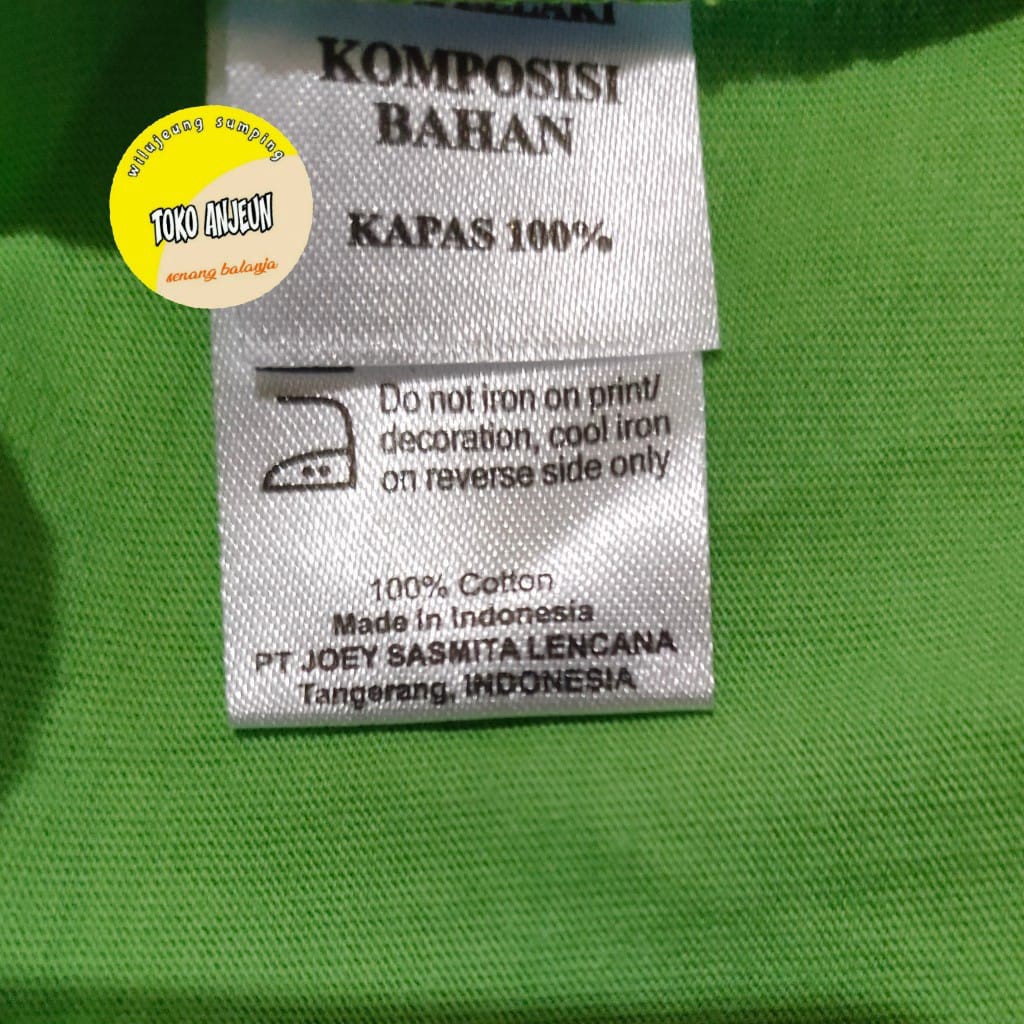 KOMPOSISI
BAHAN
KAPAS 100%
wilujeung sumping
TOKO ANJEUN
senang balanja
Do not iron on print/
decoration, cool iron
on reverse side only
100% Cotton
Made In Indonesia
PT JOEY SASMITA LENCANA
Tangerang, INDONESIA